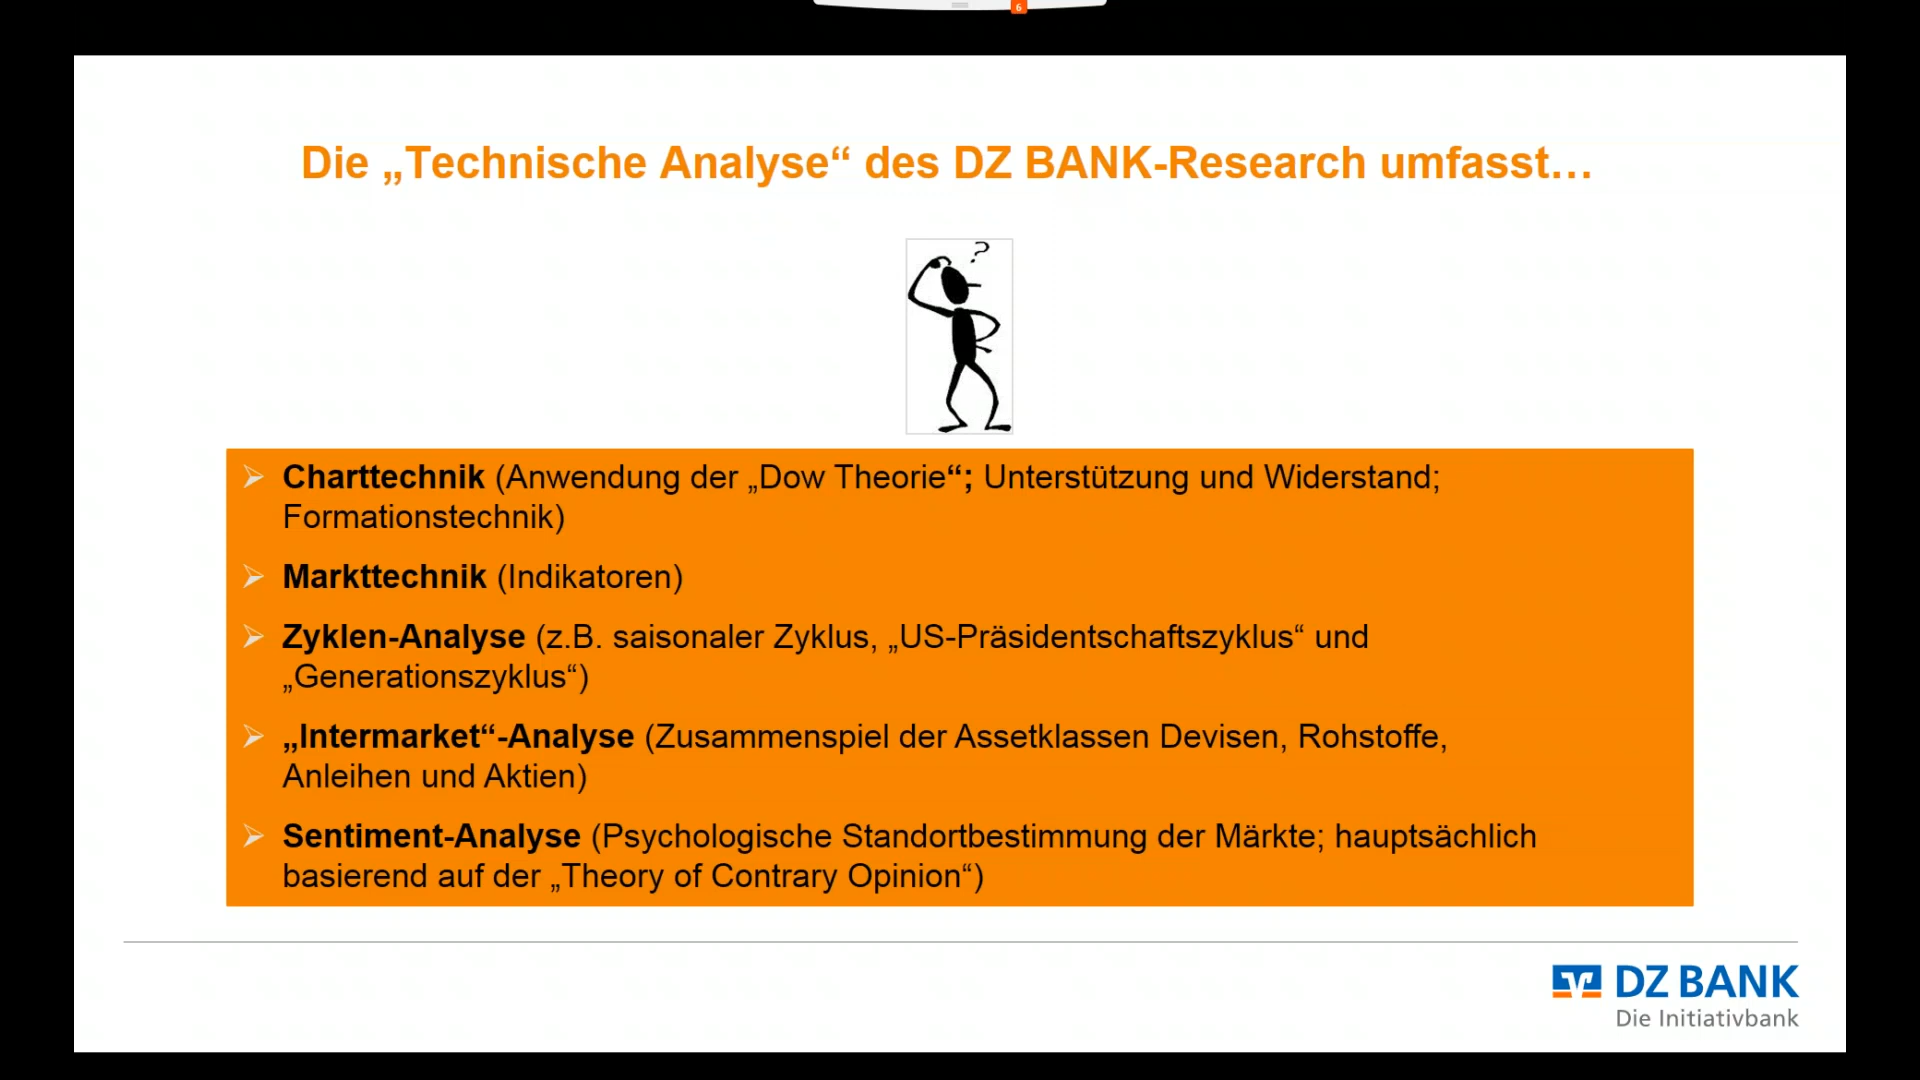 6
Die „Technische Analyse“ des DZ BANK-Research umfasst…
?
Charttechnik (Anwendung der „Dow Theorie“; Unterstützung und Widerstand;
Formationstechnik)
Markttechnik (Indikatoren)
Zyklen-Analyse (z.B. saisonaler Zyklus, „US-Präsidentschaftszyklus“ und
„Generationszyklus“)
„Intermarket“-Analyse (Zusammenspiel der Assetklassen Devisen, Rohstoffe,
Anleihen und Aktien)
Sentiment-Analyse (Psychologische Standortbestimmung der Märkte; hauptsächlich
basierend auf der „Theory of Contrary Opinion“)
DZ BANK
Die Initiativbank